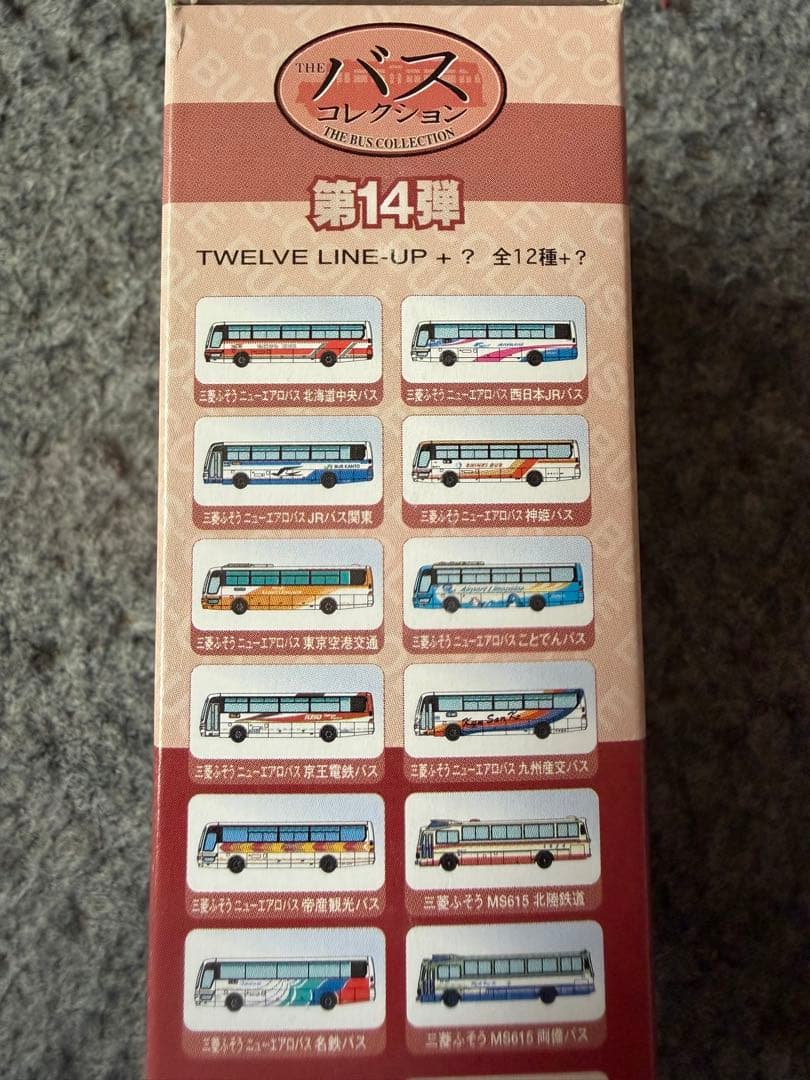 THE バス
コレクション
THE BUS COLLECTION
第14弾
TWELVE LINE-UP + ? 全12種+?
三菱ふそう ニューエアロバス 北海道中央バス
三菱ふそう ニューエアロバス 西日本JRバス
JR BUS KANTO
SHINKI BUS
三菱ふそう ニューエアロバス JRバス関東
三菱ふそう ニューエアロバス 神姫バス
Airport Limousine
三菱ふそう ニューエアロバス 東京空港交通
三菱ふそう ニューエアロバス ことでんバス
KEIO
Kyu San Ko
三菱ふそう ニューエアロバス 京王電鉄バス
三菱ふそう ニューエアロバス 九州産交バス
三菱ふそう ニューエアロバス 帝産観光バス
三菱ふそう MS615 北陸鉄道
三菱ふそう ニューエアロバス 名鉄バス
三菱ふそう MS615 両備バス